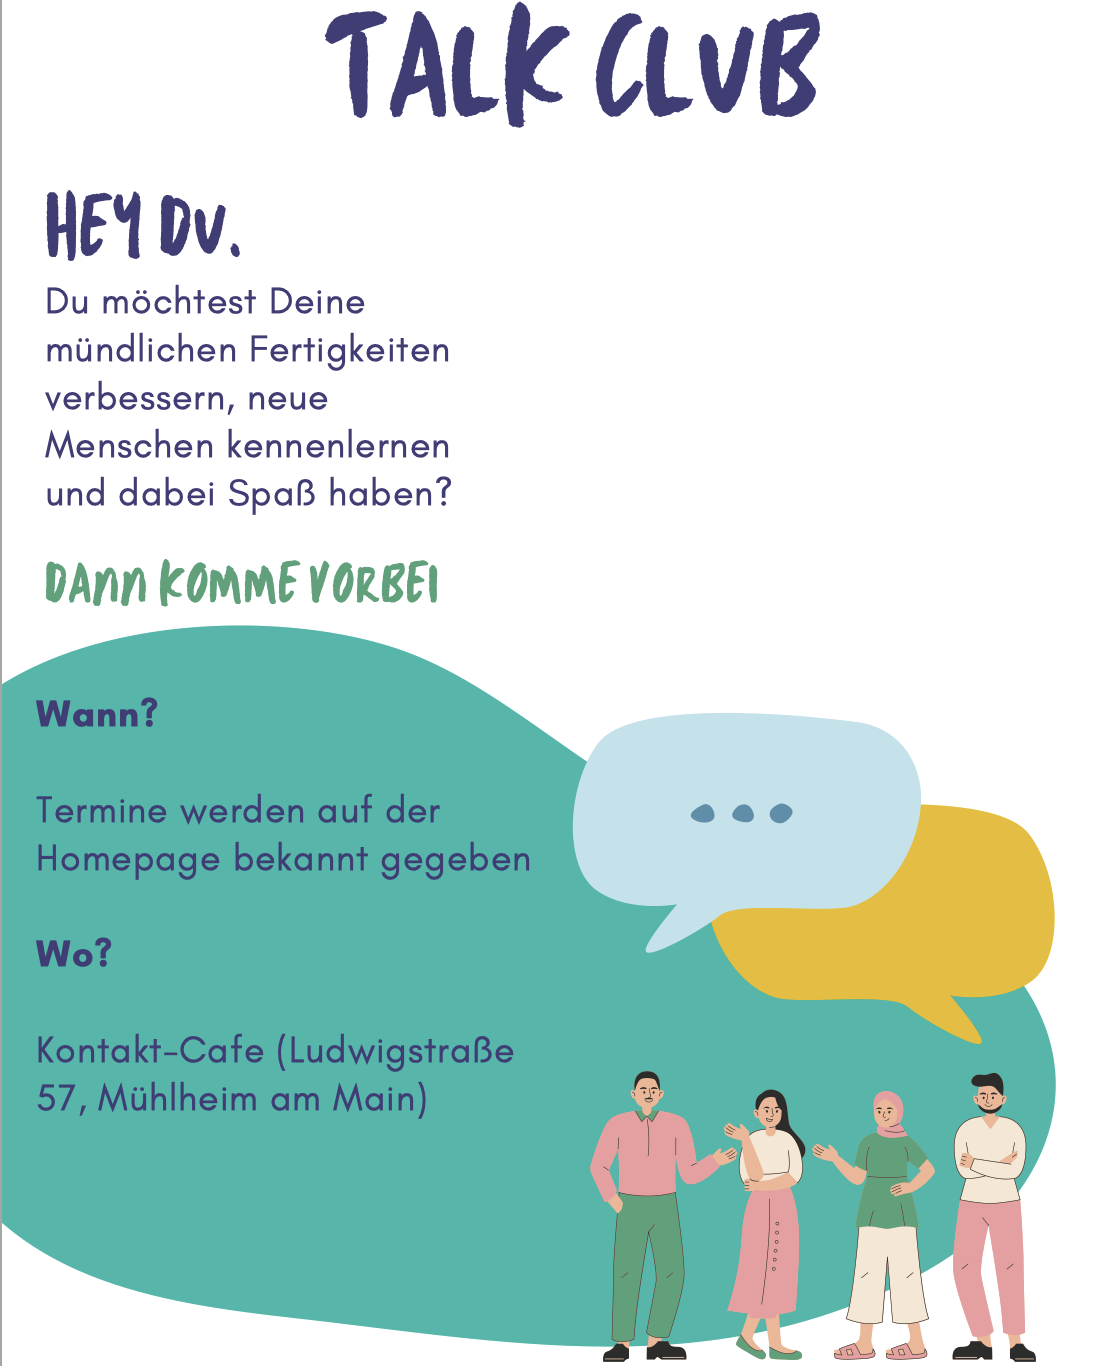 TALK CLUB
HEY DU.
Du möchtest Deine
mündlichen Fertigkeiten
verbessern, neue
Menschen kennenlernen
und dabei Spaß haben?
DANN KOMME VORBEI
Wann?
Termine werden auf der
Homepage bekannt gegeben
Wo?
Kontakt-Cafe (Ludwigstraße
57, Mühlheim am Main)